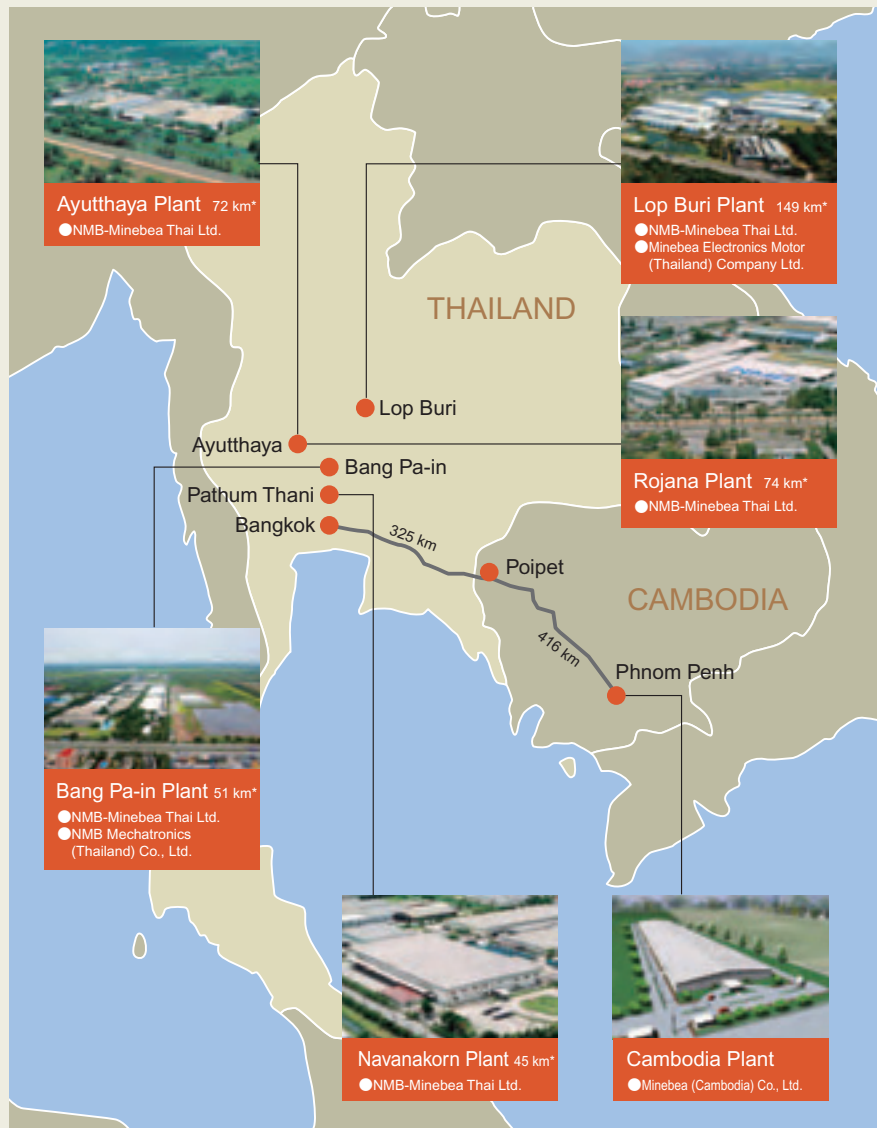 Ayutthaya Plant 72 km*
●NMB-Minebea Thai Ltd.
Lop Buri Plant 149 km*
●NMB-Minebea Thai Ltd.
●Minebea Electronics Motor
(Thailand) Company Ltd.
THAILAND
Rojana Plant 74 km*
●NMB-Minebea Thai Ltd.
Lop Buri
Ayutthaya
Bang Pa-in
Pathum Thani
Bangkok
325 km
Poipet
CAMBODIA
416 km
Phnom Penh
Bang Pa-in Plant 51 km*
●NMB-Minebea Thai Ltd.
●NMB Mechatronics
(Thailand) Co., Ltd.
Navanakorn Plant 45 km*
●NMB-Minebea Thai Ltd.
Cambodia Plant
●Minebea (Cambodia) Co., Ltd.